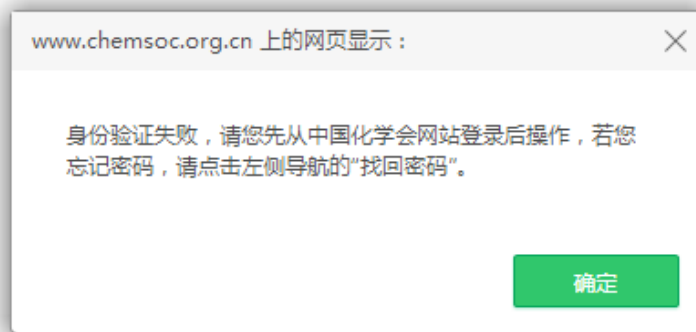 www.chemsoc.org.cn 上的网页显示：
身份验证失败，请您先从中国化学会网站登录后操作，若您
忘记密码，请点击左侧导航的“找回密码”。
确定